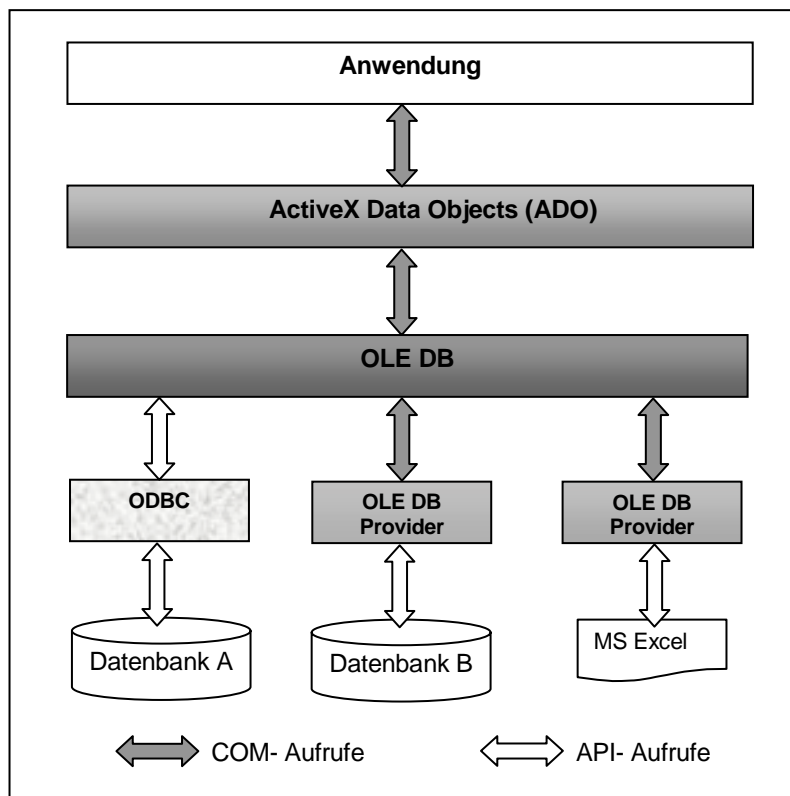 Anwendung
ActiveX Data Objects (ADO)
OLE DB
ODBC
OLE DB
Provider
OLE DB
Provider
Datenbank A
Datenbank B
MS Excel
COM- Aufrufe
API- Aufrufe